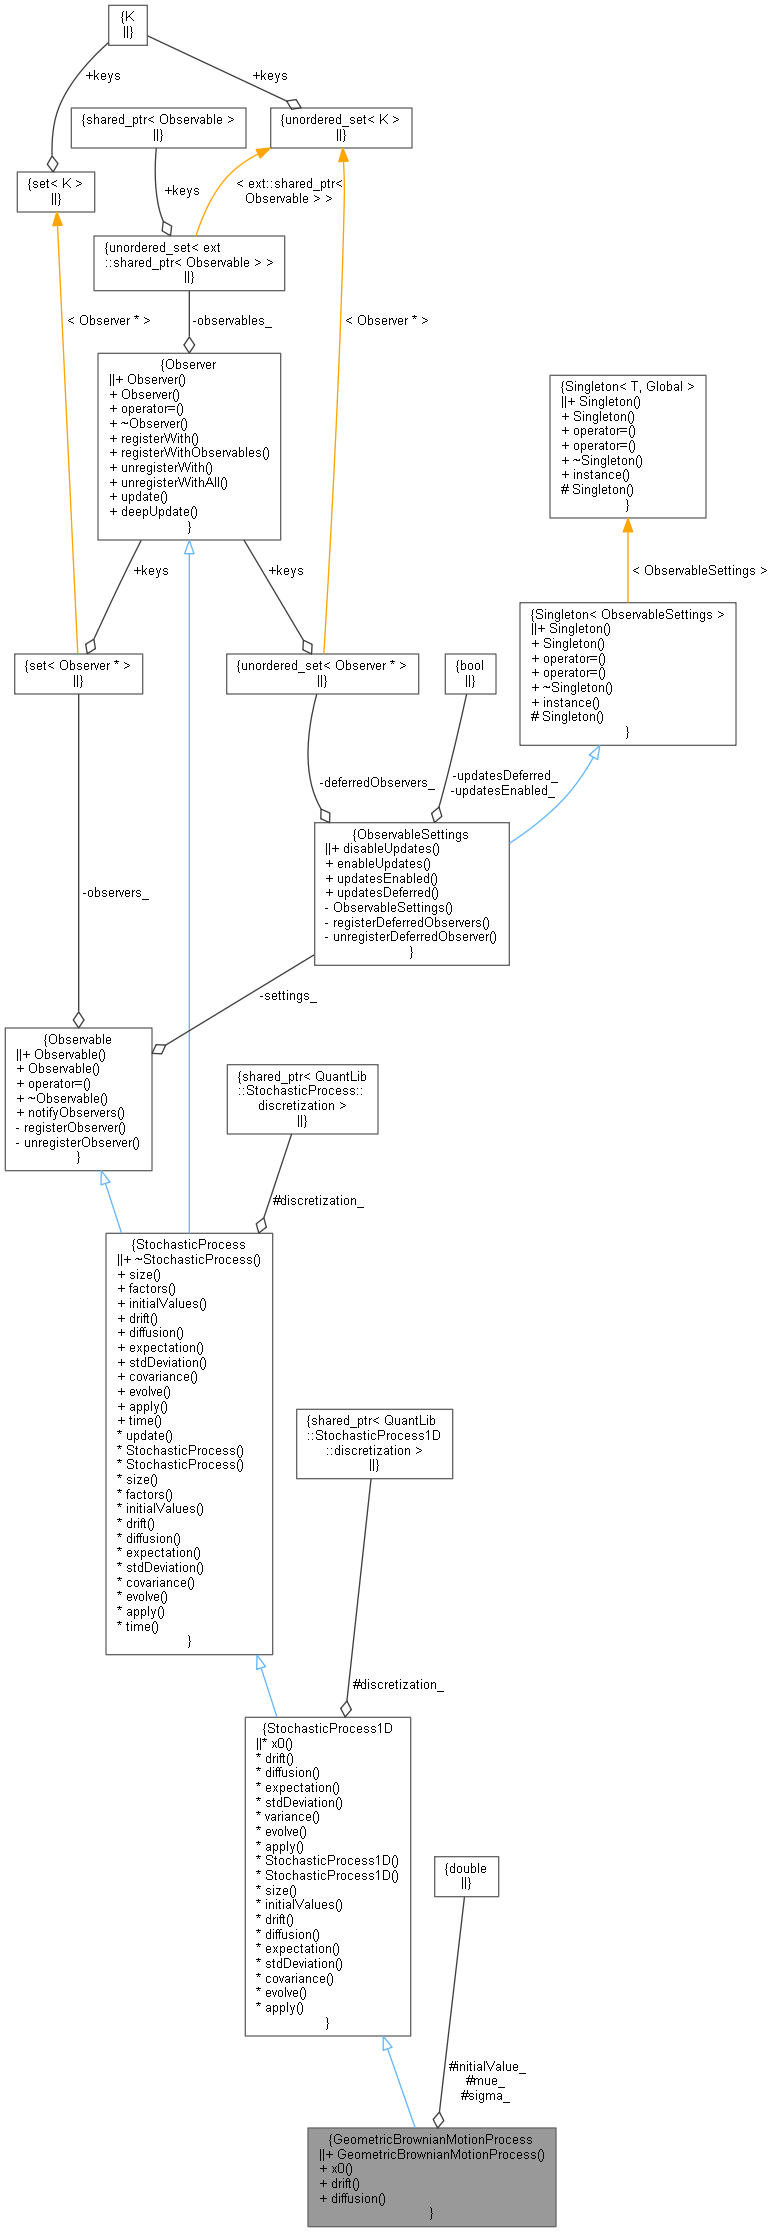 {K
||}
+keys
+keys
{shared_ptr< Observable >
||}
{unordered_set< K >
||}
{set< K >
||}
+keys
< ext::shared_ptr<
Observable > >
{unordered_set< ext
::shared_ptr< Observable > >
||}
< Observer * >
-observables_
< Observer * >
{Observer
||+ Observer()
+ Observer()
+ operator=()
+ ~Observer()
+ registerWith()
+ registerWithObservables()
+ unregisterWith()
+ unregisterWithAll()
+ update()
+ deepUpdate()
}
{Singleton< T, Global >
||+ Singleton()
+ Singleton()
+ operator=()
+ operator=()
+ ~Singleton()
+ instance()
# Singleton()
}
+keys
+keys
< ObservableSettings >
{Singleton< ObservableSettings >
||+ Singleton()
+ Singleton()
+ operator=()
+ operator=()
+ ~Singleton()
+ instance()
# Singleton()
}
{set< Observer * >
||}
{unordered_set< Observer * >
||}
{bool
||}
-deferredObservers_
-updatesDeferred_
-updatesEnabled_
{ObservableSettings
||+ disableUpdates()
+ enableUpdates()
+ updatesEnabled()
+ updatesDeferred()
- ObservableSettings()
- registerDeferredObservers()
- unregisterDeferredObserver()
}
-observers_
-settings_
{Observable
||+ Observable()
+ Observable()
+ operator=()
+ ~Observable()
+ notifyObservers()
- registerObserver()
- unregisterObserver()
}
{shared_ptr< QuantLib
::StochasticProcess::
discretization >
||}
#discretization_
{StochasticProcess
||+ ~StochasticProcess()
+ size()
+ factors()
+ initialValues()
+ drift()
+ diffusion()
+ expectation()
+ stdDeviation()
+ covariance()
+ evolve()
+ apply()
+ time()
* update()
* StochasticProcess()
* StochasticProcess()
* size()
* factors()
* initialValues()
* drift()
* diffusion()
* expectation()
* stdDeviation()
* covariance()
* evolve()
* apply()
* time()
}
{shared_ptr< QuantLib
::StochasticProcess1D
::discretization >
||}
#discretization_
{StochasticProcess1D
||* x0()
* drift()
* diffusion()
* expectation()
* stdDeviation()
* variance()
* evolve()
* apply()
* StochasticProcess1D()
* StochasticProcess1D()
* size()
* initialValues()
* drift()
* diffusion()
* expectation()
* stdDeviation()
* covariance()
* evolve()
* apply()
}
{double
||}
#initialValue_
#mue_
#sigma_
{GeometricBrownianMotionProcess
||+ GeometricBrownianMotionProcess()
+ x0()
+ drift()
+ diffusion()
}